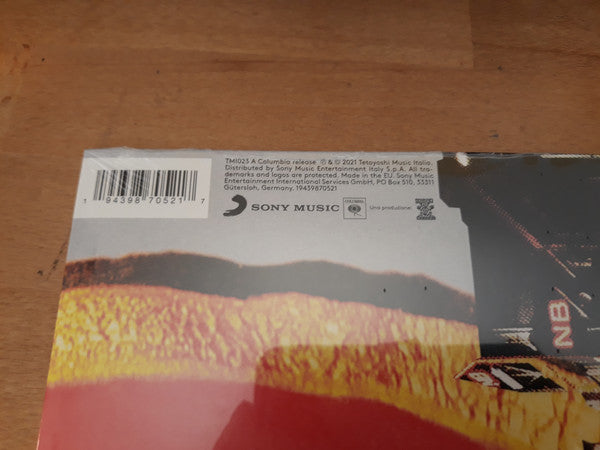 TM1023 A Columbia release ℗ & © 2021 Tetoyoshi Music Italia.
Distributed by Sony Music Entertainment Italy S.p.A. All tra-
demarks and logos are protected. Made in the EU. Sony Music
Entertainment International Services GmbH, PO Box 510, 33311
Gütersloh, Germany. 19439870521
1 94398 70521 7
SONY MUSIC
COLUMBIA
Una produzione:
NB